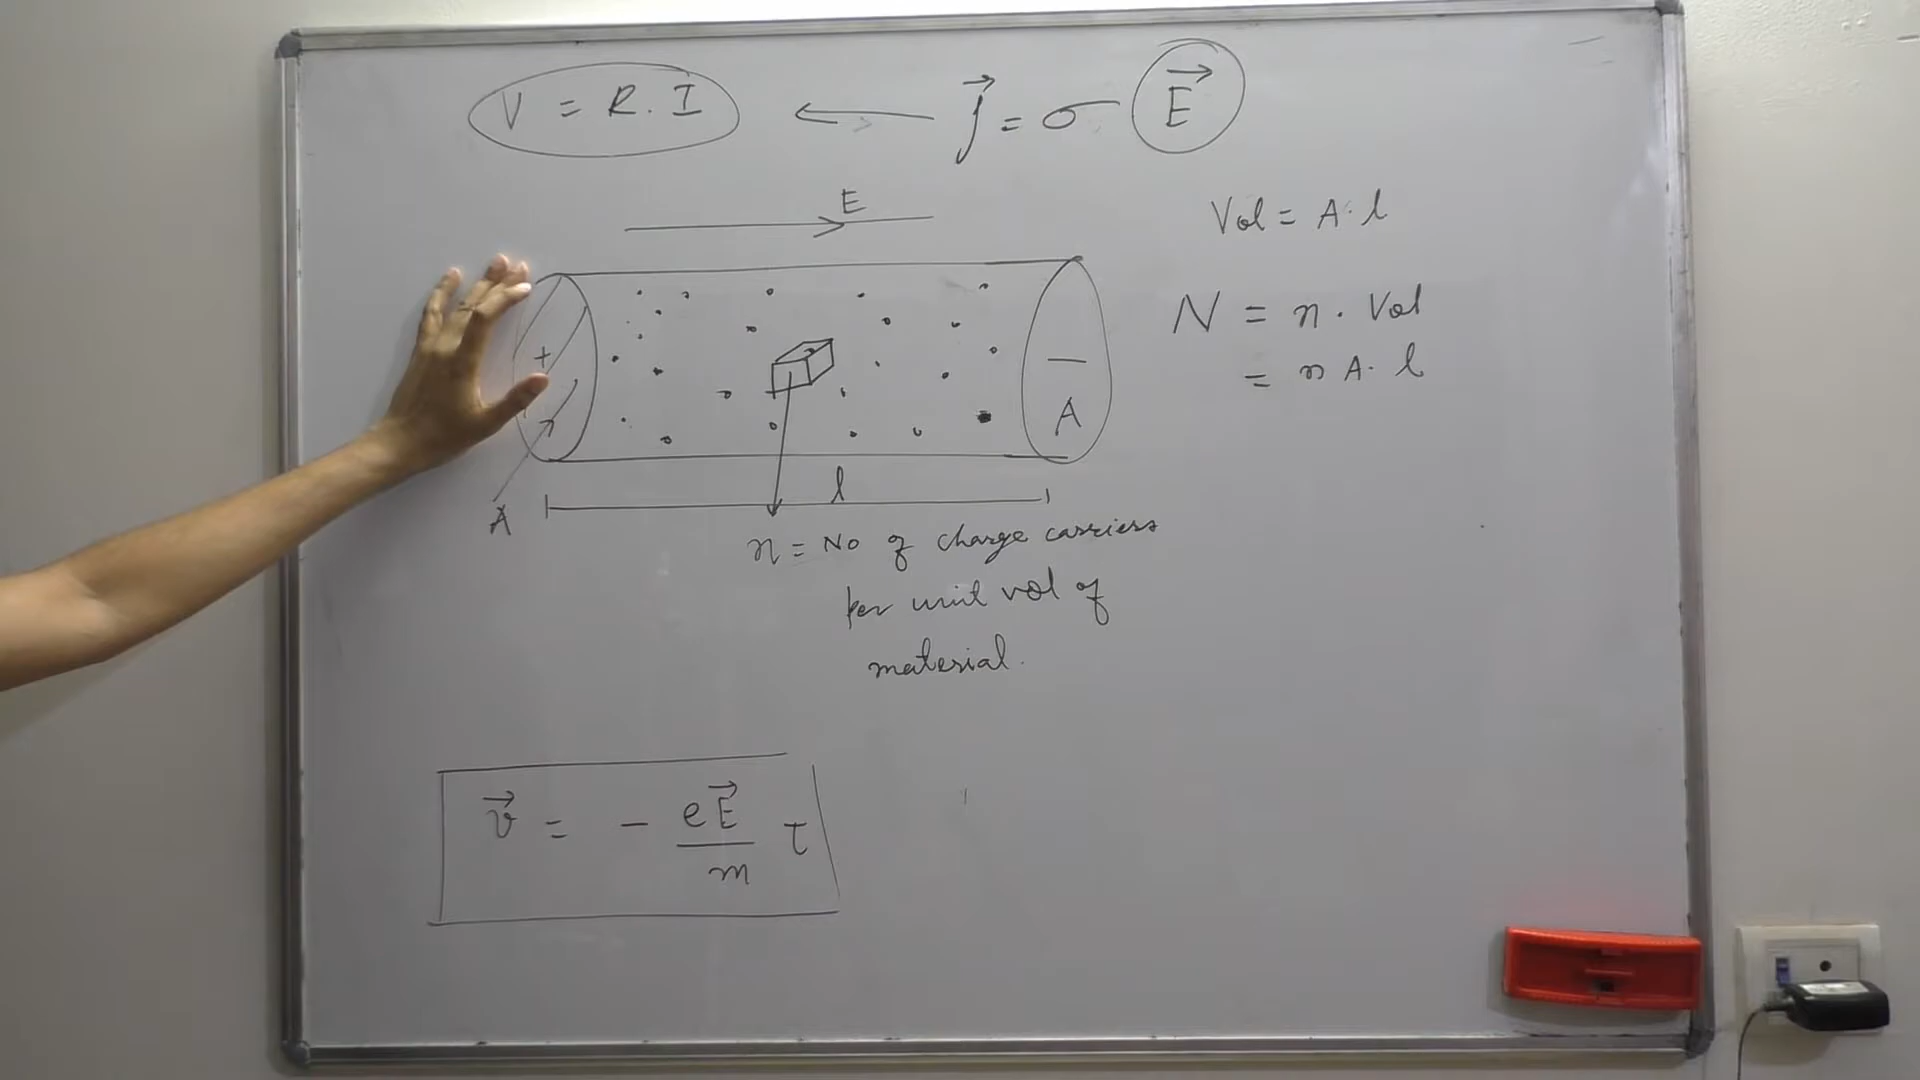 V = R. I ← J⃗ = σ E⃗
E
Vol = A. l
N = n . Vol
= n A. l
+
—
A
A
l
n = No of charge carriers
per unit vol of
material.
v⃗ = - eE⃗/m τ